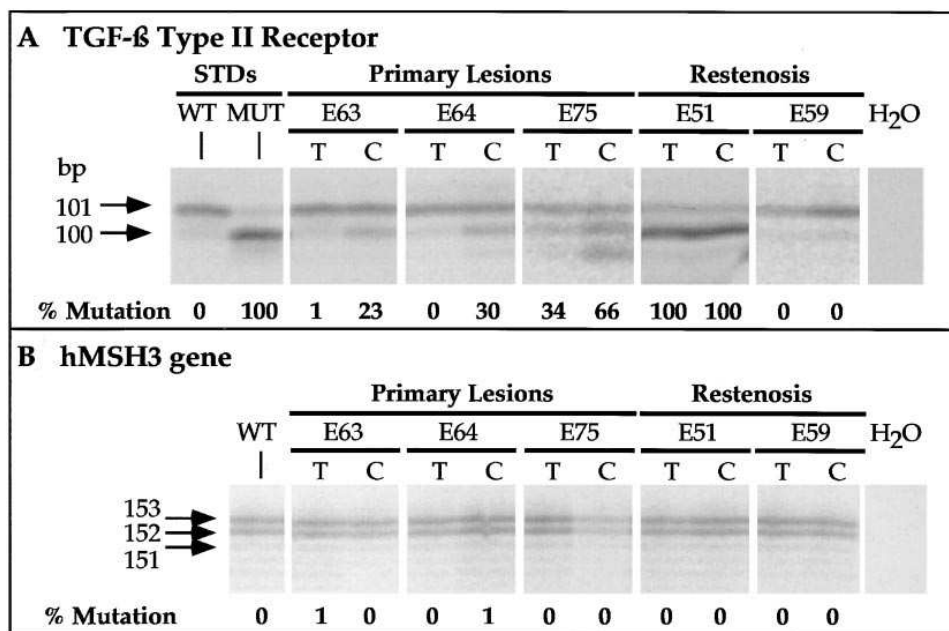 A TGF-ß Type II Receptor
STDs Primary Lesions Restenosis
WT MUT E63 E64 E75 E51 E59 H2O
T C T C T C T C T C
bp
101
100
% Mutation 0 100 1 23 0 30 34 66 100 100 0 0
B hMSH3 gene
Primary Lesions Restenosis
WT E63 E64 E75 E51 E59 H2O
T C T C T C T C T C
153
152
151
% Mutation 0 1 0 0 1 0 0 0 0 0 0